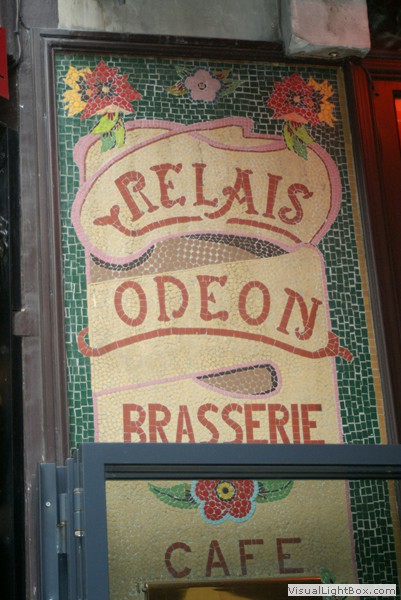 RELAIS
ODEON
BRASSERIE
CAFE
VisualLightBox.com